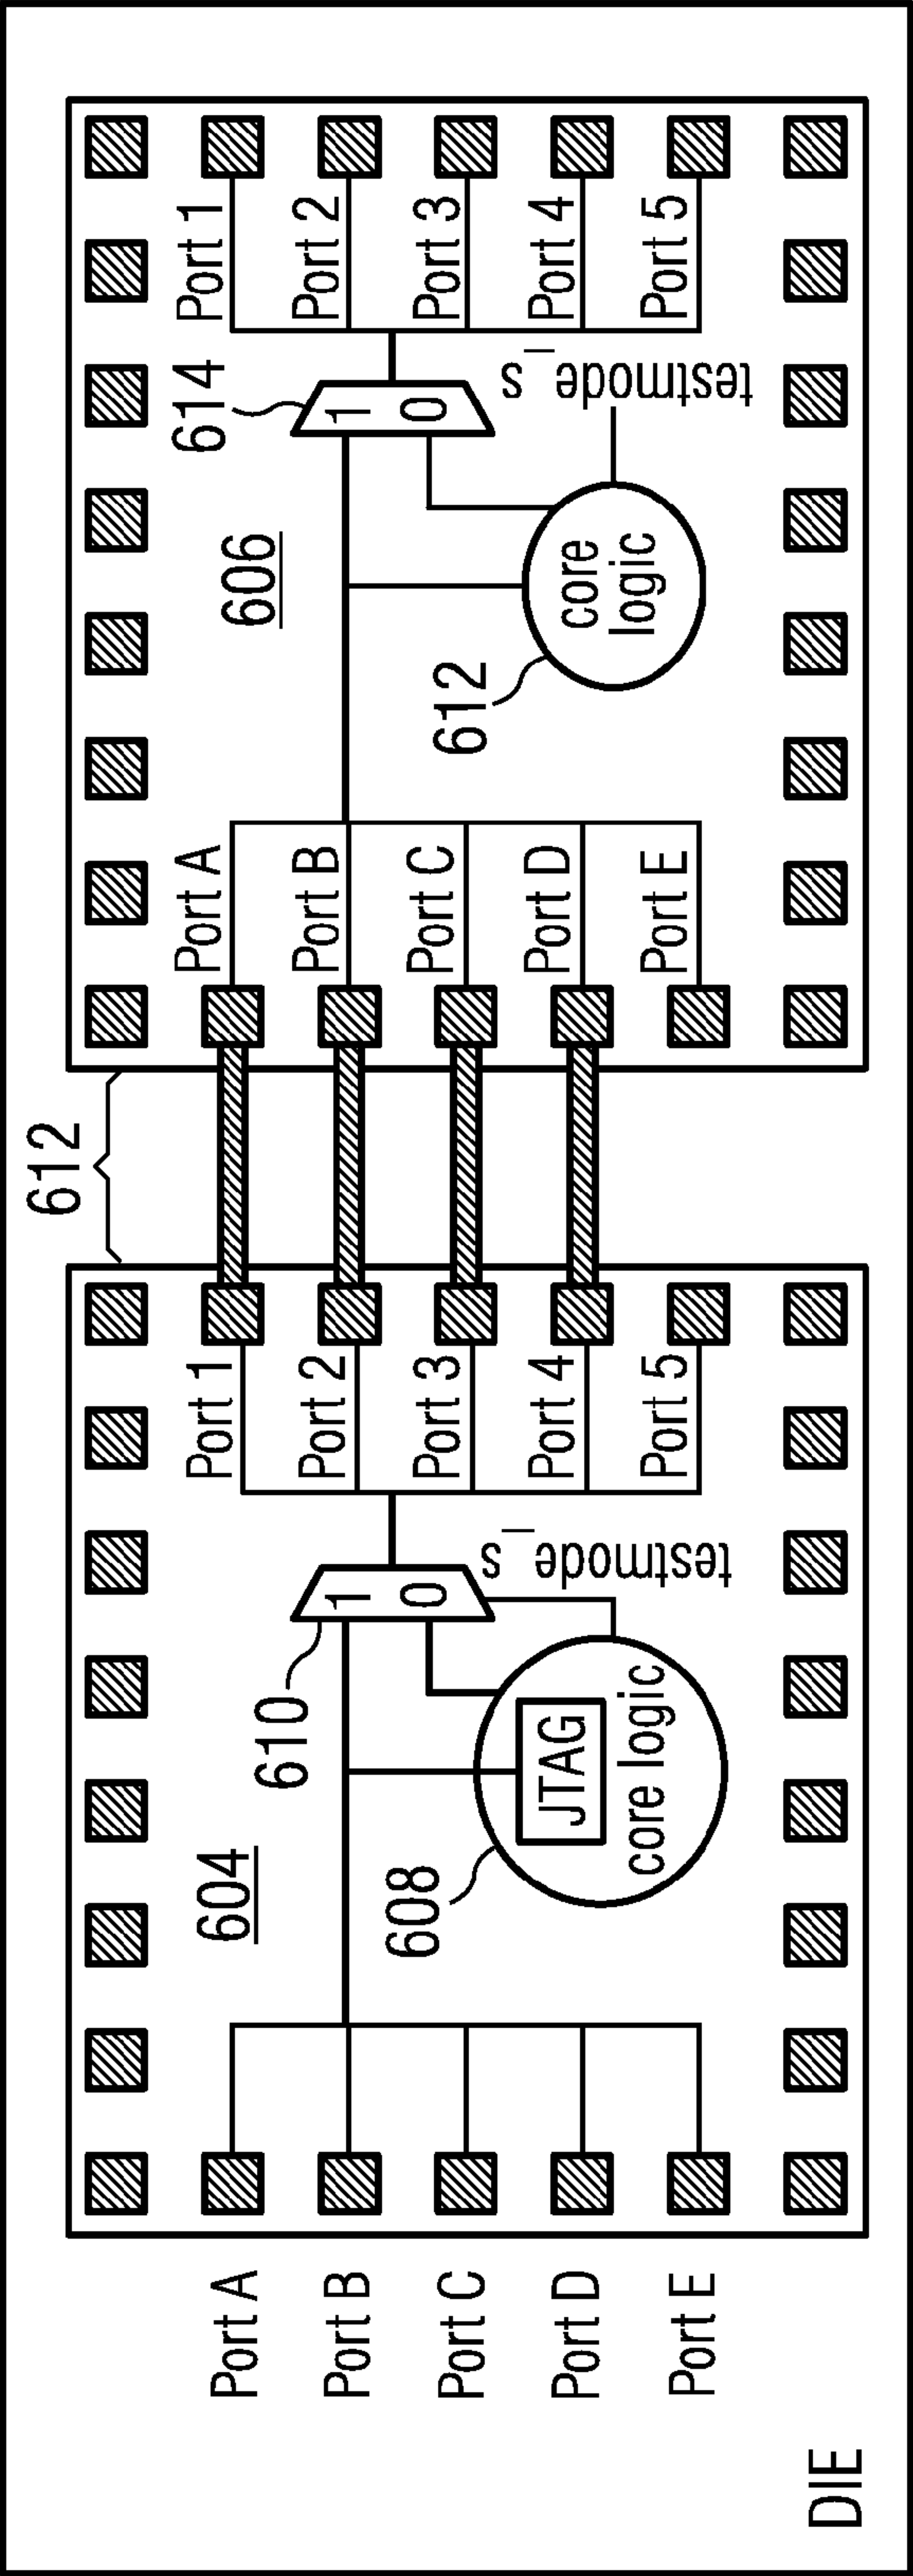 612
604
606
610
614
1
0
1
0
Port A
Port B
Port C
Port D
Port E
608
JTAG
core logic
testmode_s
Port 1
Port 2
Port 3
Port 4
Port 5
Port A
Port B
Port C
Port D
Port E
612
core
logic
testmode_s
Port 1
Port 2
Port 3
Port 4
Port 5
DIE